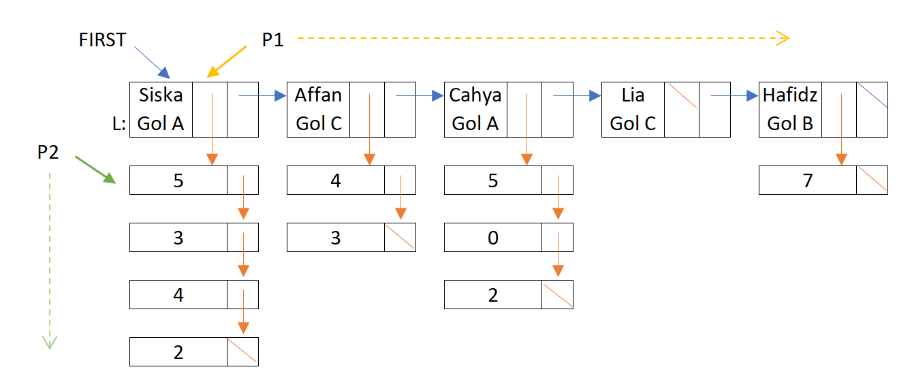 FIRST P1
Siska Affan Cahya Lia Hafidz
L: Gol A Gol C Gol A Gol C Gol B
P2
5 4 5 7
3 3 0
4 2
2